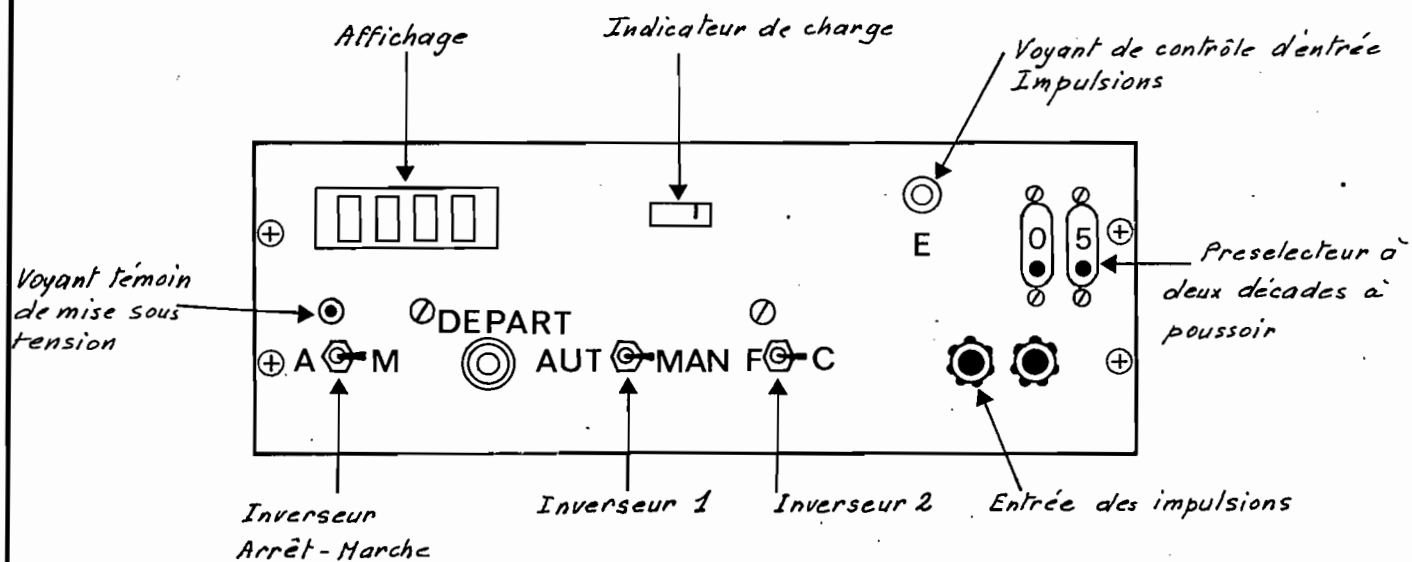 Affichage
Indicateur de charge
Voyant de contrôle d'entrée
Impulsions
E
0 5
Preselecteur à
deux décades à
poussoir
Voyant témoin
de mise sous
tension
DEPART
A M
AUT MAN
F C
Inverseur
Arrêt-Marche
Inverseur 1
Inverseur 2
Entrée des impulsions